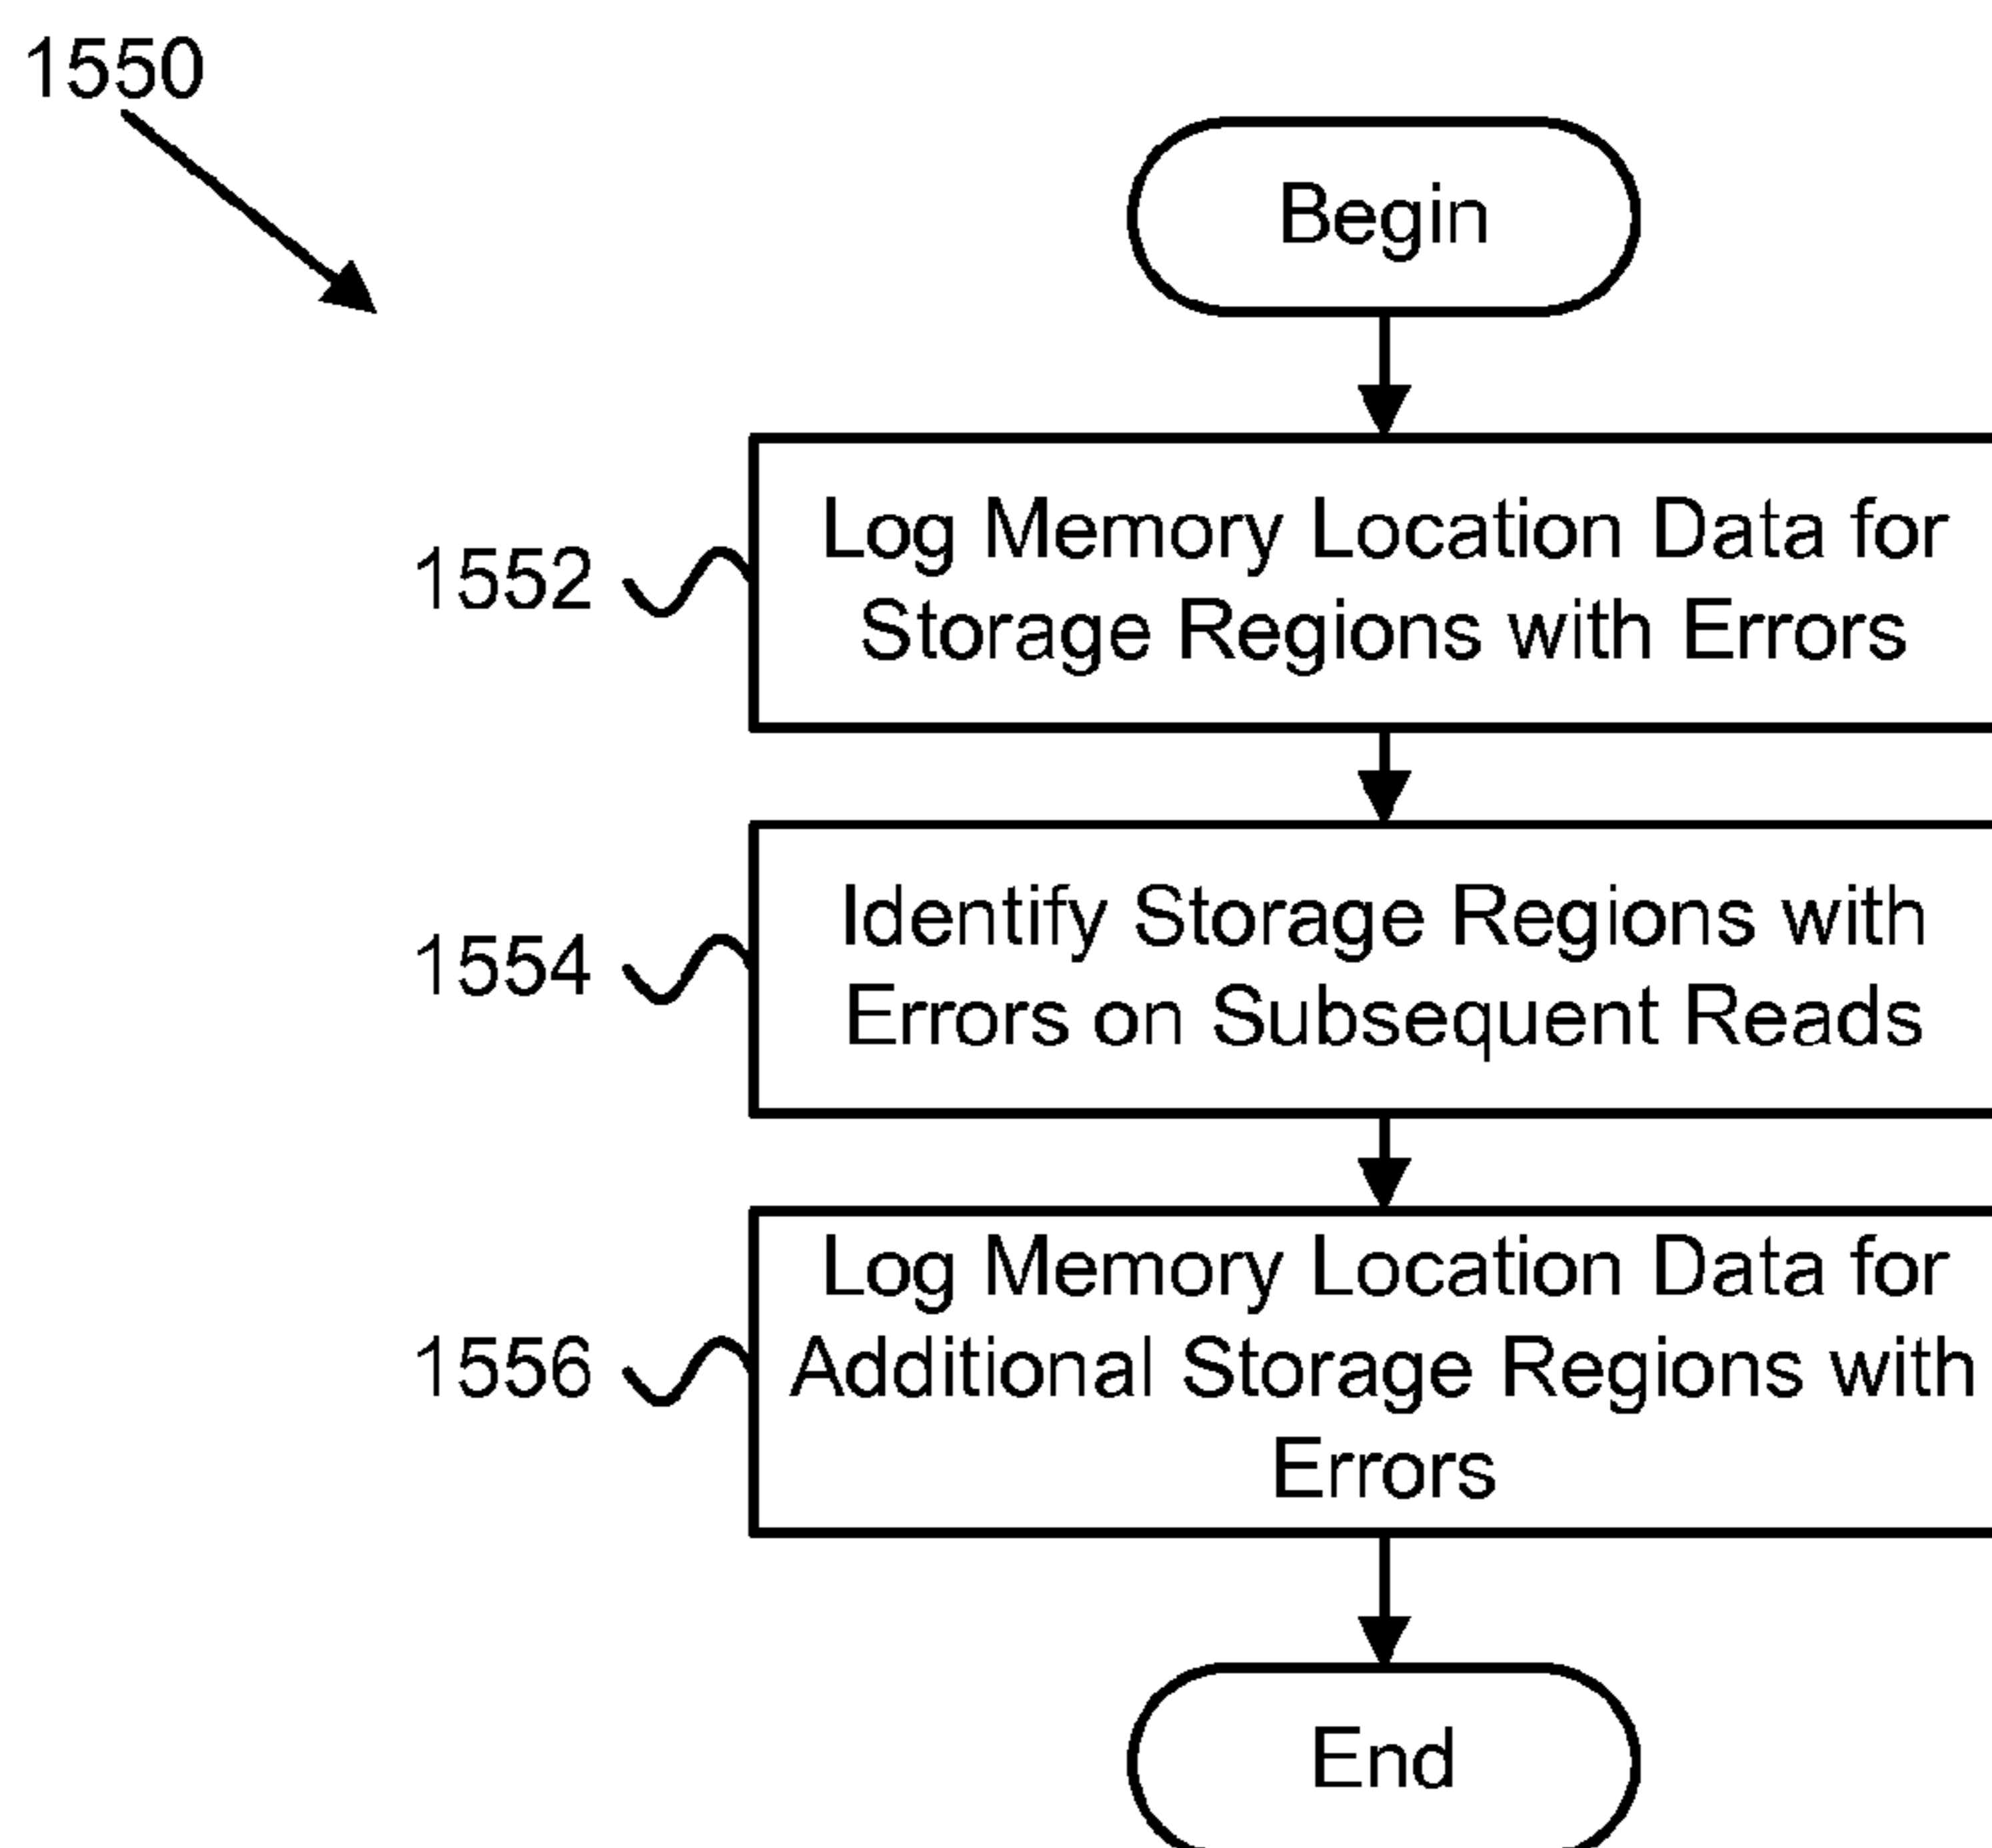 1550
Begin
1552
Log Memory Location Data for
Storage Regions with Errors
1554
Identify Storage Regions with
Errors on Subsequent Reads
1556
Log Memory Location Data for
Additional Storage Regions with
Errors
End